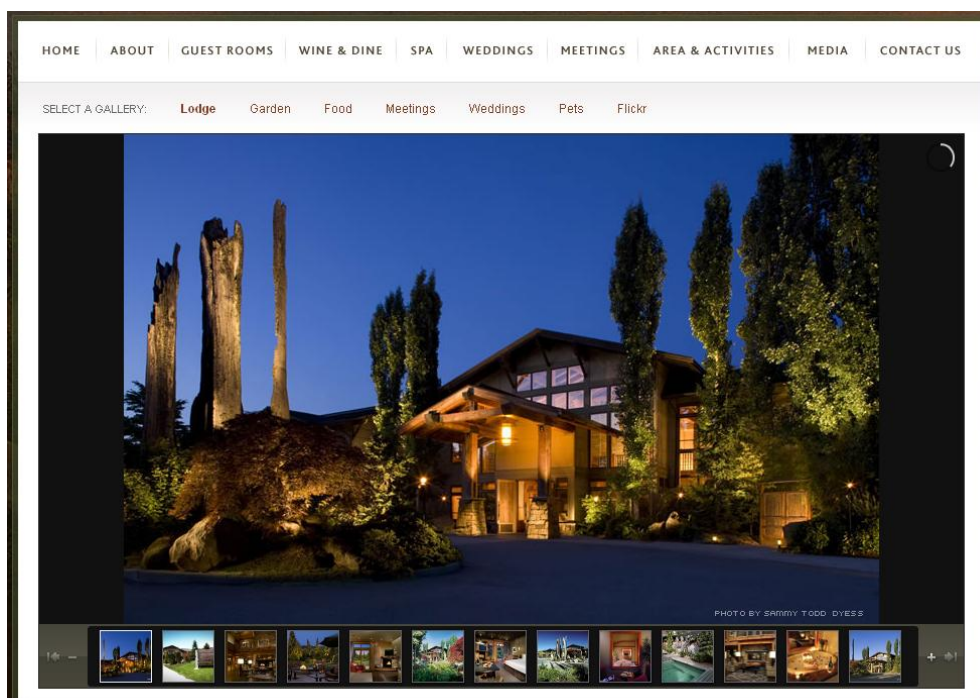 HOME ABOUT GUEST ROOMS WINE & DINE SPA WEDDINGS MEETINGS AREA & ACTIVITIES MEDIA CONTACT US
SELECT A GALLERY: Lodge Garden Food Meetings Weddings Pets Flickr
PHOTO BY SAMMY TODD DYESS